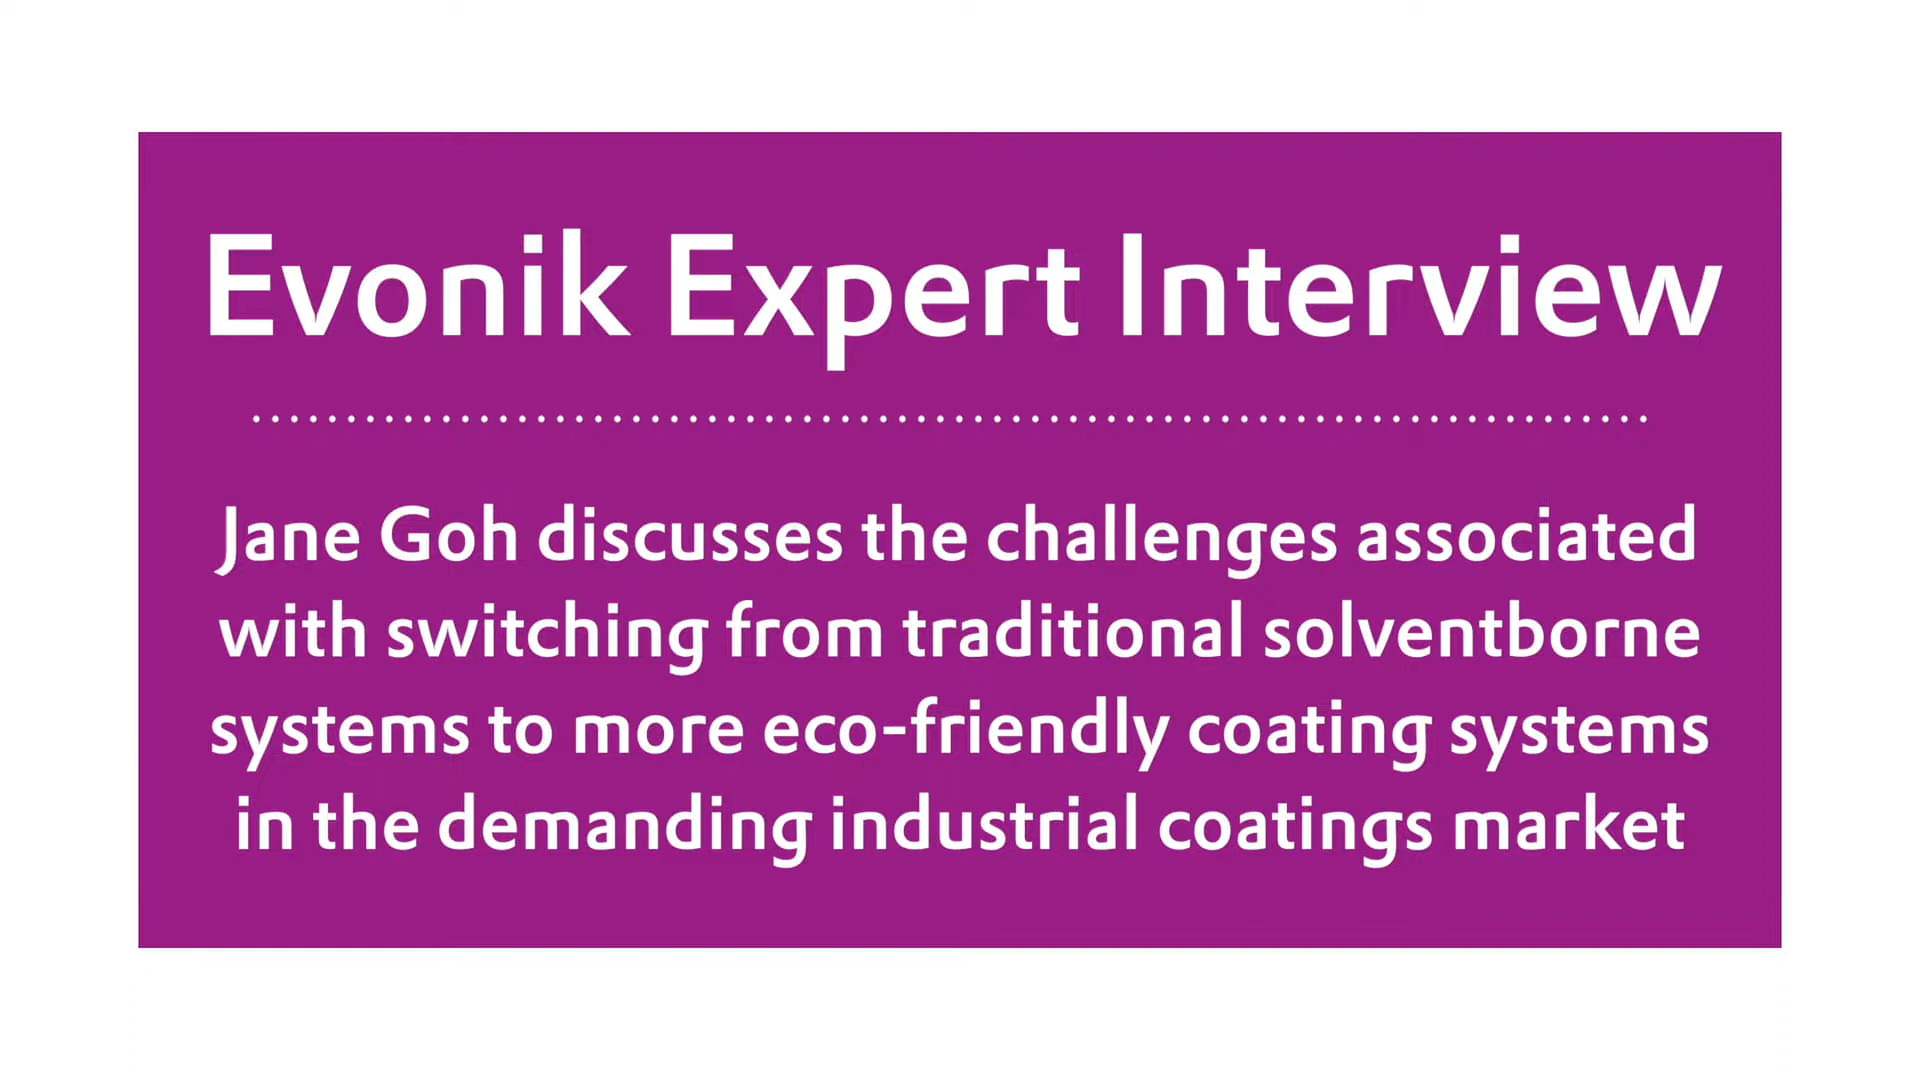 Evonik Expert Interview
Jane Goh discusses the challenges associated
with switching from traditional solventborne
systems to more eco-friendly coating systems
in the demanding industrial coatings market